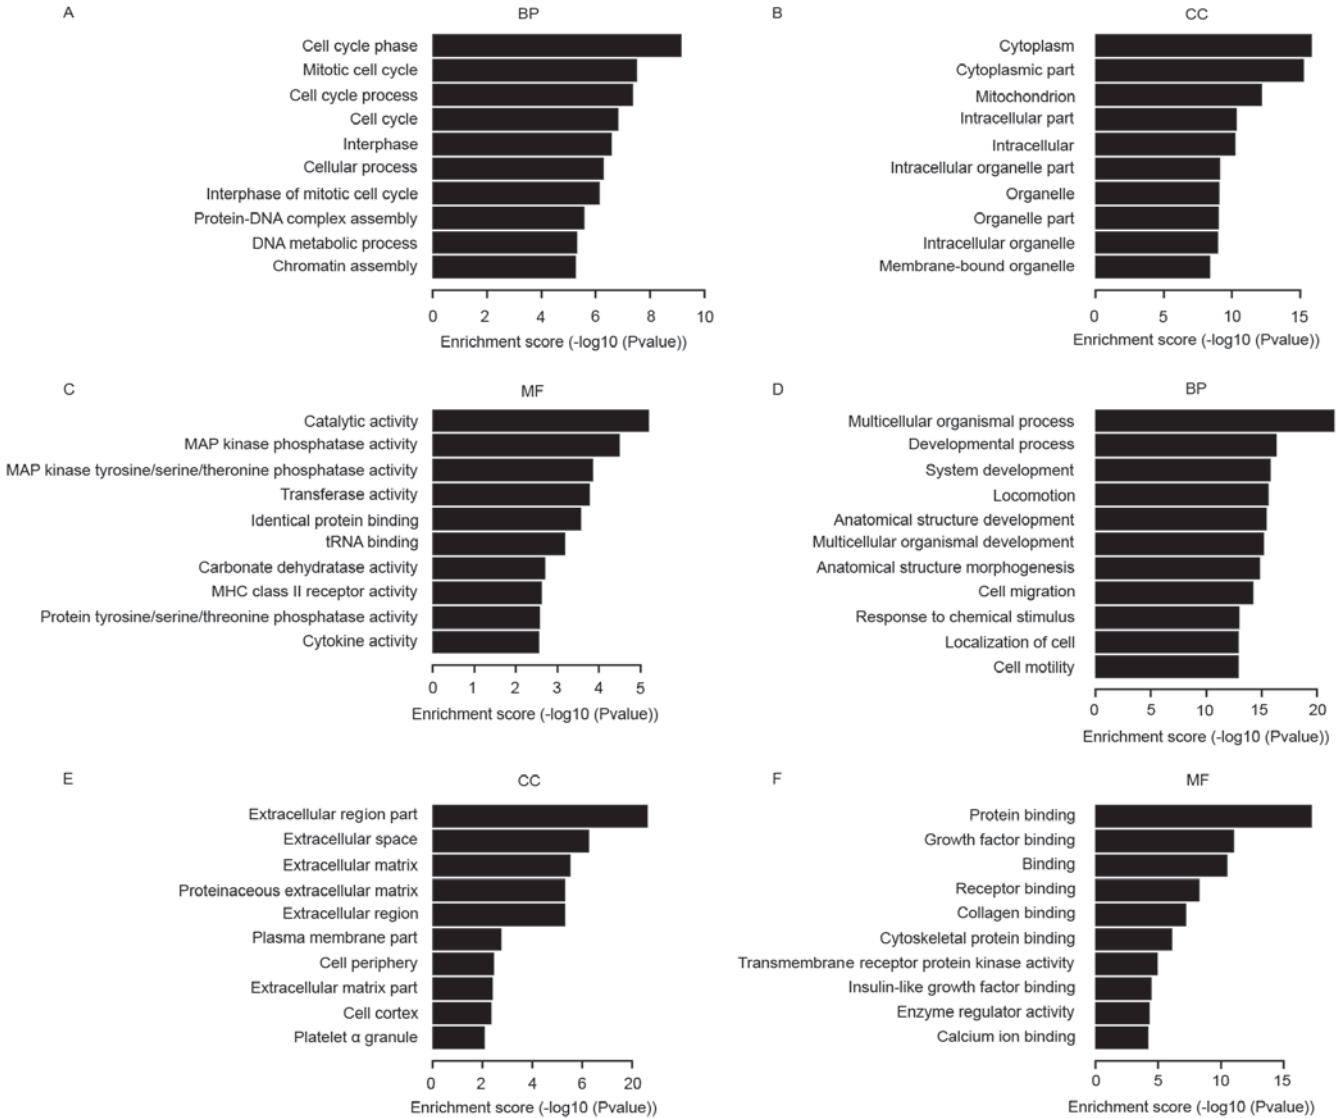 A
BP
Cell cycle phase
Mitotic cell cycle
Cell cycle process
Cell cycle
Interphase
Cellular process
Interphase of mitotic cell cycle
Protein-DNA complex assembly
DNA metabolic process
Chromatin assembly
0 2 4 6 8 10
Enrichment score (-log10 (Pvalue))
B
CC
Cytoplasm
Cytoplasmic part
Mitochondrion
Intracellular part
Intracellular
Intracellular organelle part
Organelle
Organelle part
Intracellular organelle
Membrane-bound organelle
0 5 10 15
Enrichment score (-log10 (Pvalue))
C
MF
Catalytic activity
MAP kinase phosphatase activity
MAP kinase tyrosine/serine/theronine phosphatase activity
Transferase activity
Identical protein binding
tRNA binding
Carbonate dehydratase activity
MHC class II receptor activity
Protein tyrosine/serine/threonine phosphatase activity
Cytokine activity
0 1 2 3 4 5
Enrichment score (-log10 (Pvalue))
D
BP
Multicellular organismal process
Developmental process
System development
Locomotion
Anatomical structure development
Multicellular organismal development
Anatomical structure morphogenesis
Cell migration
Response to chemical stimulus
Localization of cell
Cell motility
0 5 10 15 20
Enrichment score (-log10 (Pvalue))
E
CC
Extracellular region part
Extracellular space
Extracellular matrix
Proteinaceous extracellular matrix
Extracellular region
Plasma membrane part
Cell periphery
Extracellular matrix part
Cell cortex
Platelet α granule
0 2 4 6 20
Enrichment score (-log10 (Pvalue))
F
MF
Protein binding
Growth factor binding
Binding
Receptor binding
Collagen binding
Cytoskeletal protein binding
Transmembrane receptor protein kinase activity
Insulin-like growth factor binding
Enzyme regulator activity
Calcium ion binding
0 5 10 15
Enrichment score (-log10 (Pvalue))